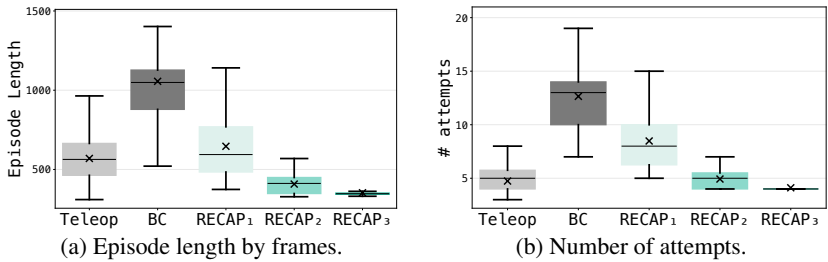 1500
1000
500
Episode Length
Teleop BC RECAP₁ RECAP₂ RECAP₃
(a) Episode length by frames.
20
15
10
5
# attempts
Teleop BC RECAP₁ RECAP₂ RECAP₃
(b) Number of attempts.